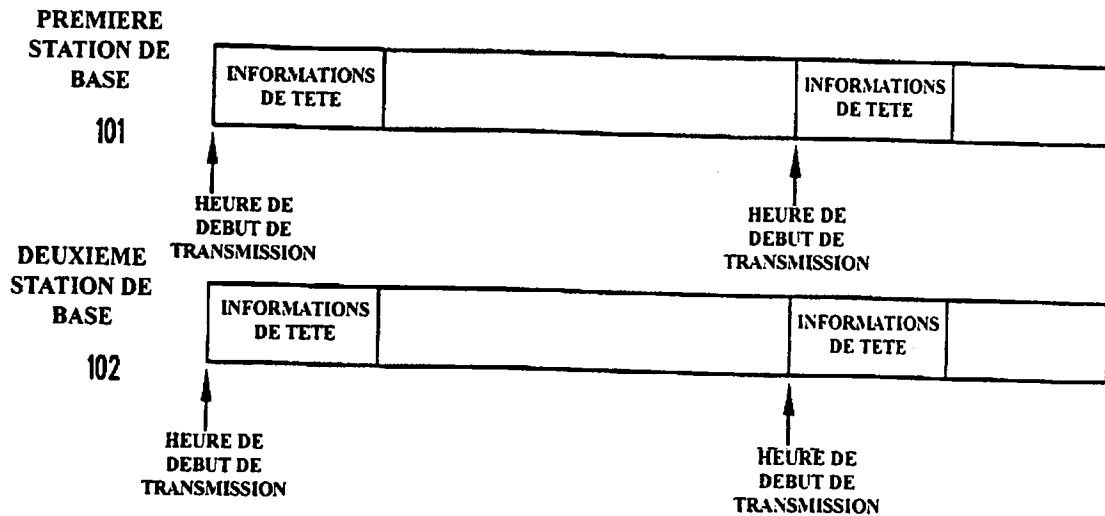 PREMIERE
STATION DE
BASE
101
INFORMATIONS
DE TETE
INFORMATIONS
DE TETE
HEURE DE
DEBUT DE
TRANSMISSION
HEURE DE
DEBUT DE
TRANSMISSION
DEUXIEME
STATION DE
BASE
102
INFORMATIONS
DE TETE
INFORMATIONS
DE TETE
HEURE DE
DEBUT DE
TRANSMISSION
HEURE DE
DEBUT DE
TRANSMISSION